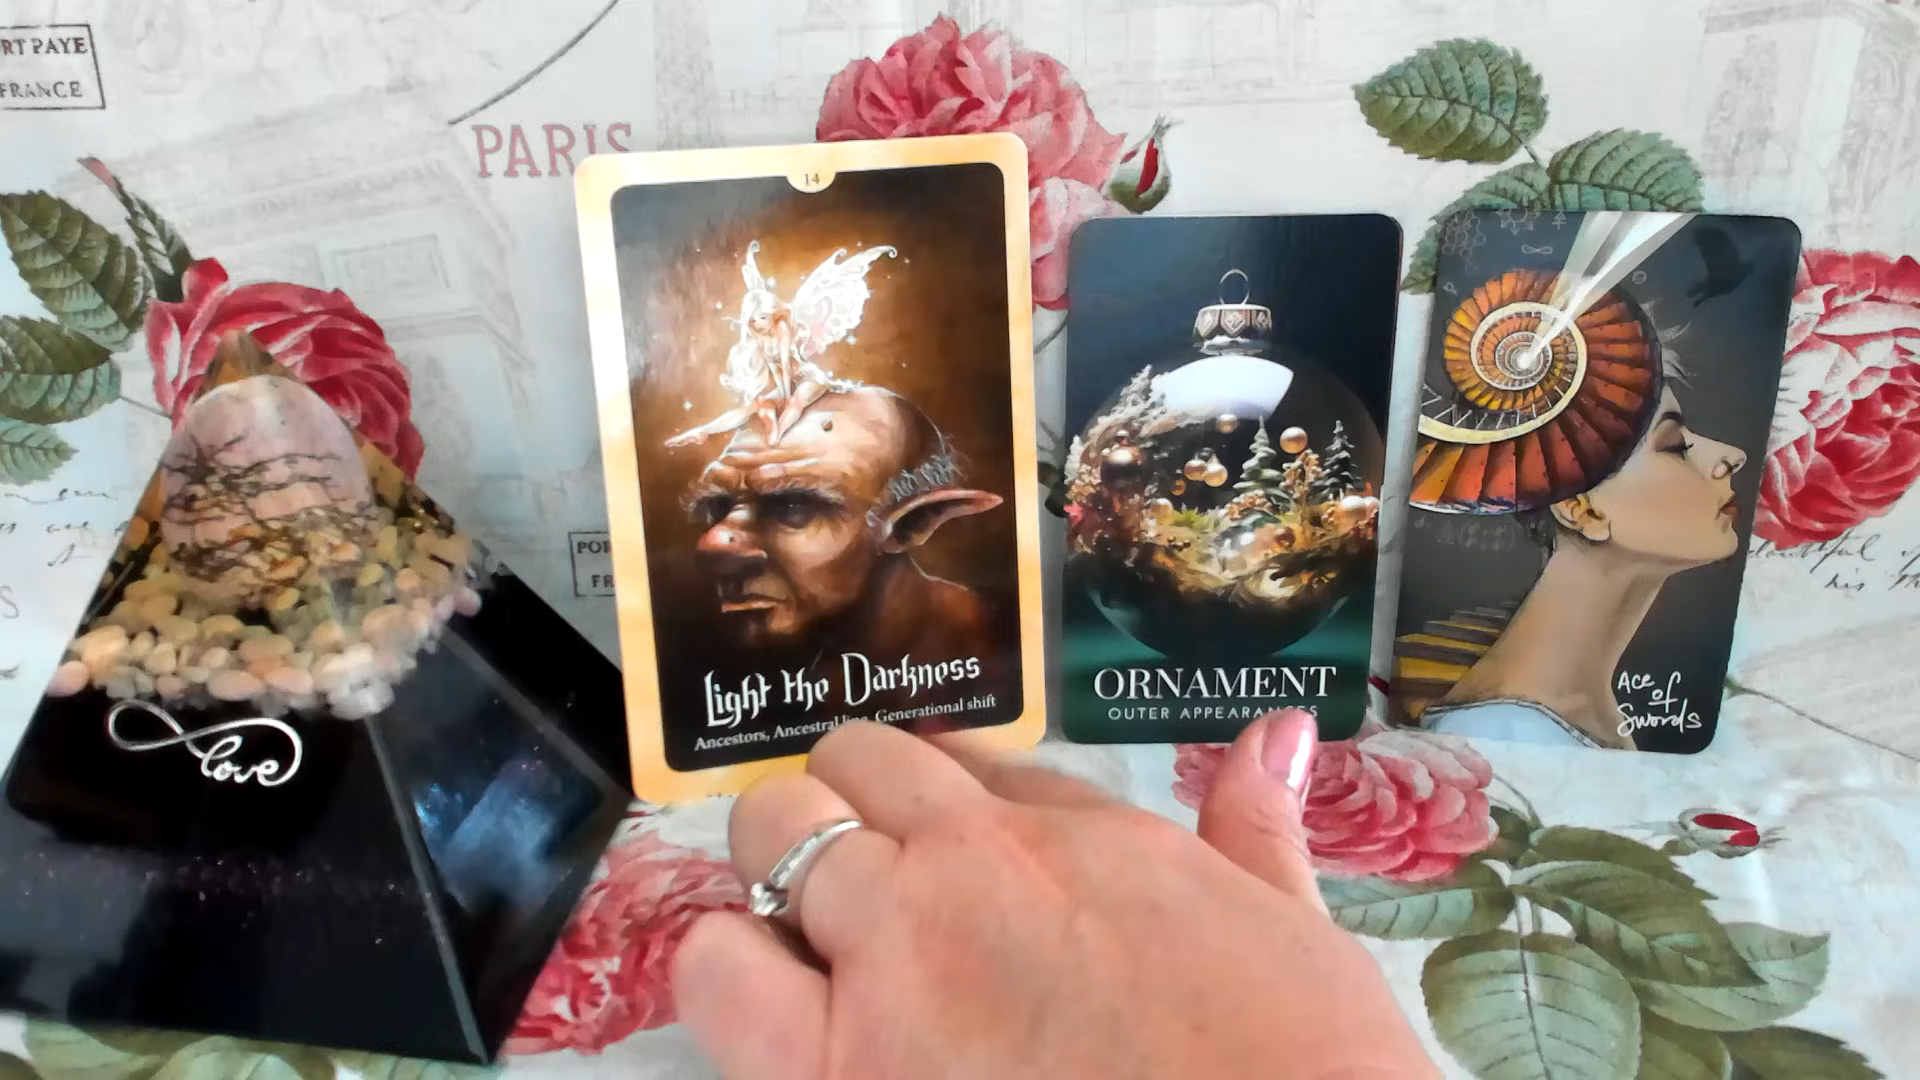 RT PAYE
FRANCE
PARIS
14
Light the Darkness
Ancestors, Ancestral line, Generational shift
ORNAMENT
OUTER APPEARANCES
Ace
of
Swords
love